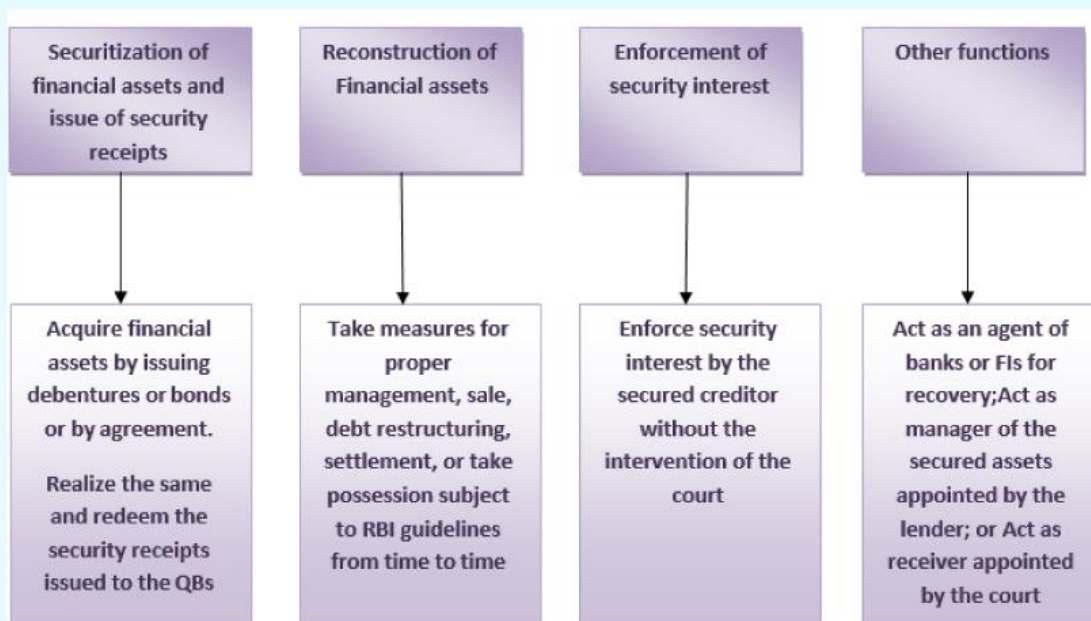 Securitization of
financial assets and
issue of security
receipts
Reconstruction of
Financial assets
Enforcement of
security interest
Other functions
Acquire financial
assets by issuing
debentures or bonds
or by agreement.
Realize the same
and redeem the
security receipts
issued to the QBs
Take measures for
proper
management, sale,
debt restructuring,
settlement, or take
possession subject
to RBI guidelines
from time to time
Enforce security
interest by the
secured creditor
without the
intervention of the
court
Act as an agent of
banks or FIs for
recovery;Act as
manager of the
secured assets
appointed by the
lender; or Act as
receiver appointed
by the court